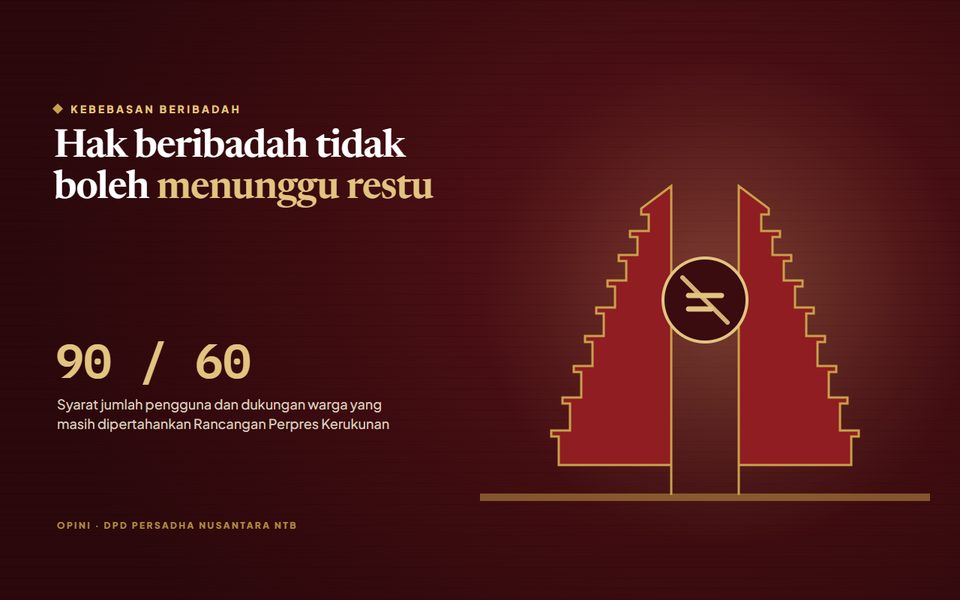 KEBEBASAN BERIBADAH
Hak beribadah tidak
boleh menunggu restu
90 / 60
Syarat jumlah pengguna dan dukungan warga yang
masih dipertahankan Rancangan Perpres Kerukunan
OPINI · DPD PERSADHA NUSANTARA NTB